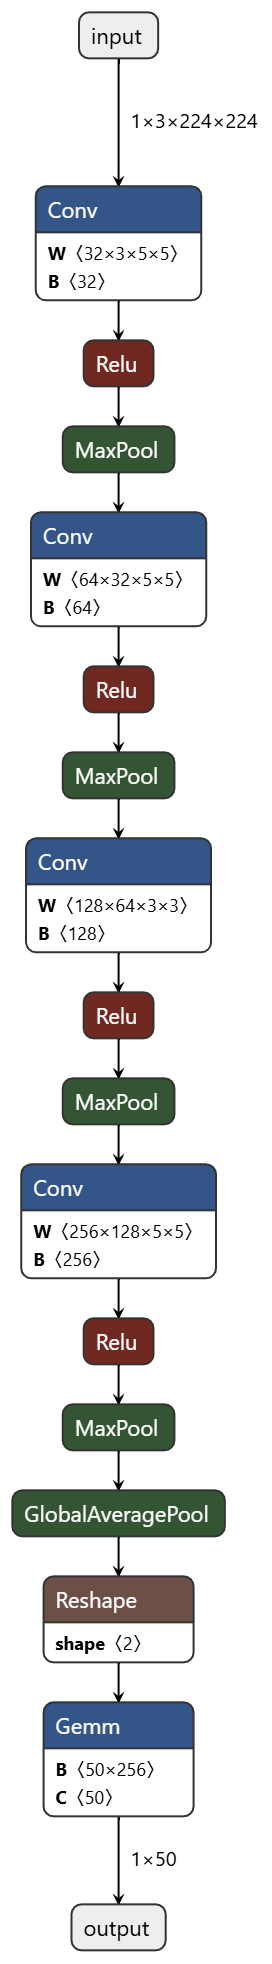 input
1×3×224×224
Conv
W 〈32×3×5×5〉
B 〈32〉
Relu
MaxPool
Conv
W 〈64×32×5×5〉
B 〈64〉
Relu
MaxPool
Conv
W 〈128×64×3×3〉
B 〈128〉
Relu
MaxPool
Conv
W 〈256×128×5×5〉
B 〈256〉
Relu
MaxPool
GlobalAveragePool
Reshape
shape 〈2〉
Gemm
B 〈50×256〉
C 〈50〉
1×50
output